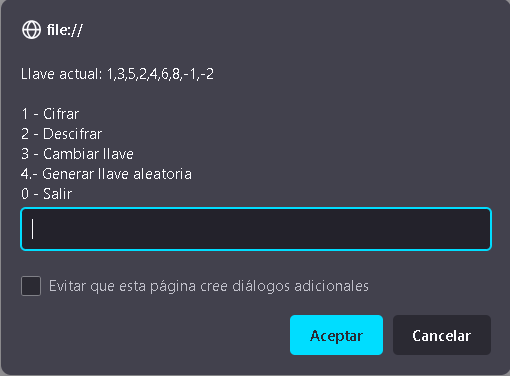 file://
Llave actual: 1,3,5,2,4,6,8,-1,-2
1 - Cifrar
2 - Descifrar
3 - Cambiar llave
4.- Generar llave aleatoria
0 - Salir
Evitar que esta página cree diálogos adicionales
Aceptar
Cancelar